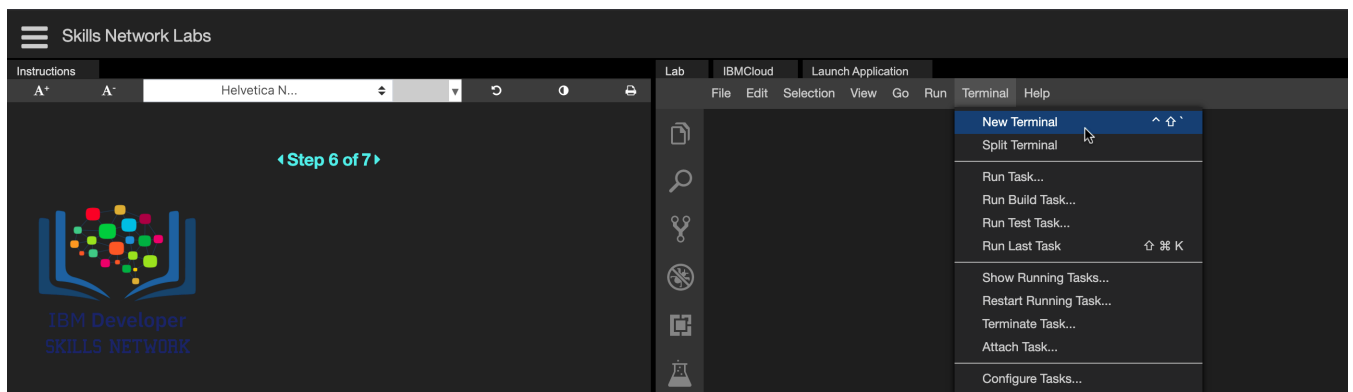 Skills Network Labs
Instructions
A+ A- Helvetica N...
Step 6 of 7
IBM Developer
SKILLS NETWORK
Lab IBMCloud Launch Application
File Edit Selection View Go Run Terminal Help
New Terminal ^ ⇧ `
Split Terminal
Run Task...
Run Build Task...
Run Test Task...
Run Last Task ⇧ ⌘ K
Show Running Tasks...
Restart Running Task...
Terminate Task...
Attach Task...
Configure Tasks...